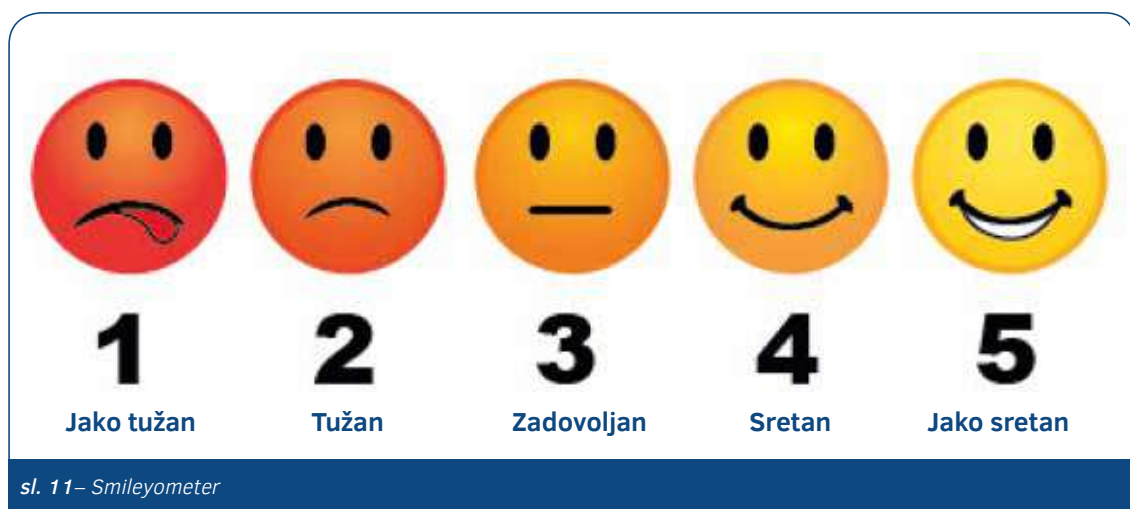 1 2 3 4 5
Jako tužan Tužan Zadovoljan Sretan Jako sretan
sl. 11– Smileyometer